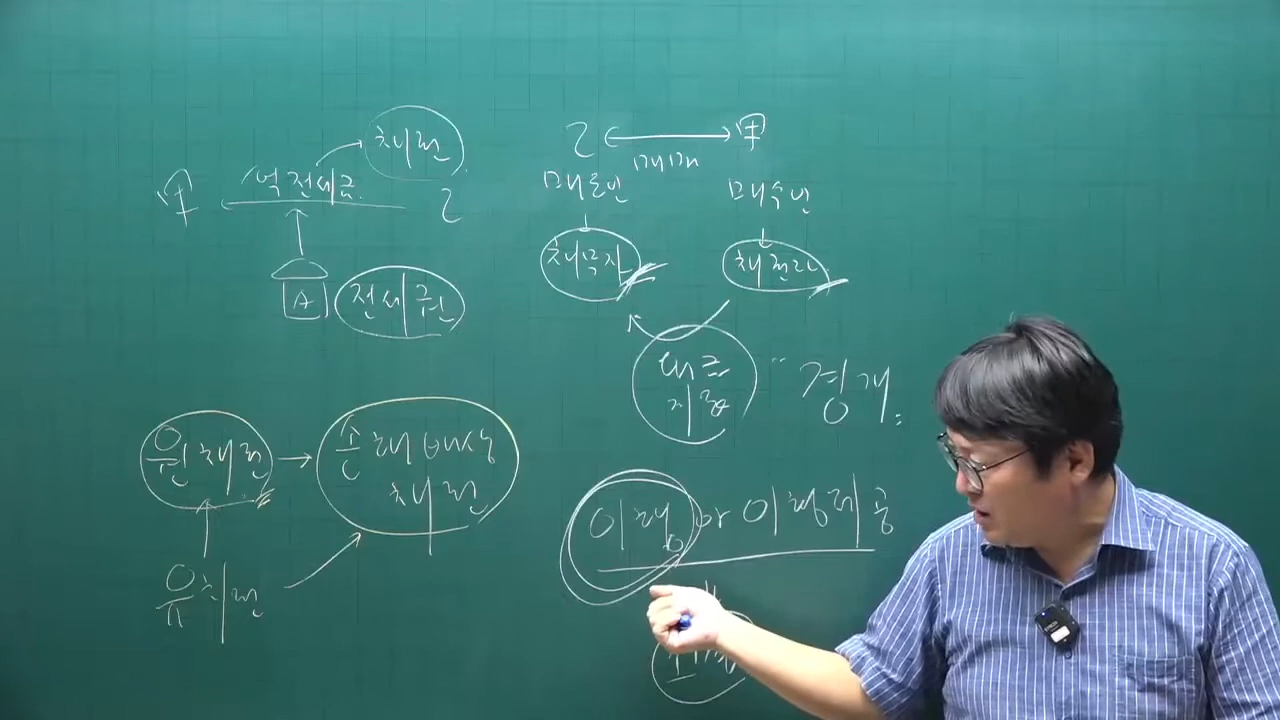 채권
甲 억 전세금 乙
A 전세권
원채권 → 손해배상 채권
유치권
乙 ↔ 甲
매매
매도인 매수인
채무자 채권자
대금 지급
이행 or 이행제공